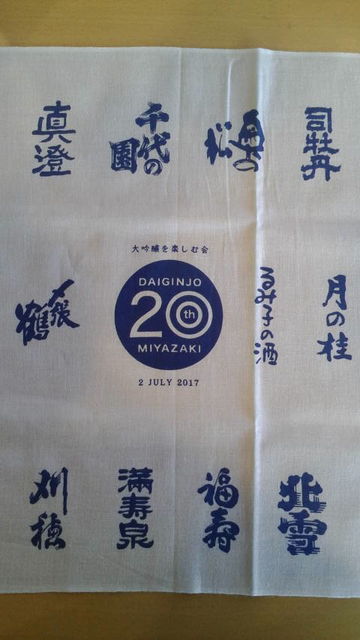 司牡丹
奥の松
千代の園
真澄
月の桂
るみ子の酒
大吟醸を楽しむ会
DAIGINJO
20th
MIYAZAKI
2 JULY 2017
〆張鶴
北雪
福寿
満寿泉
刈穂